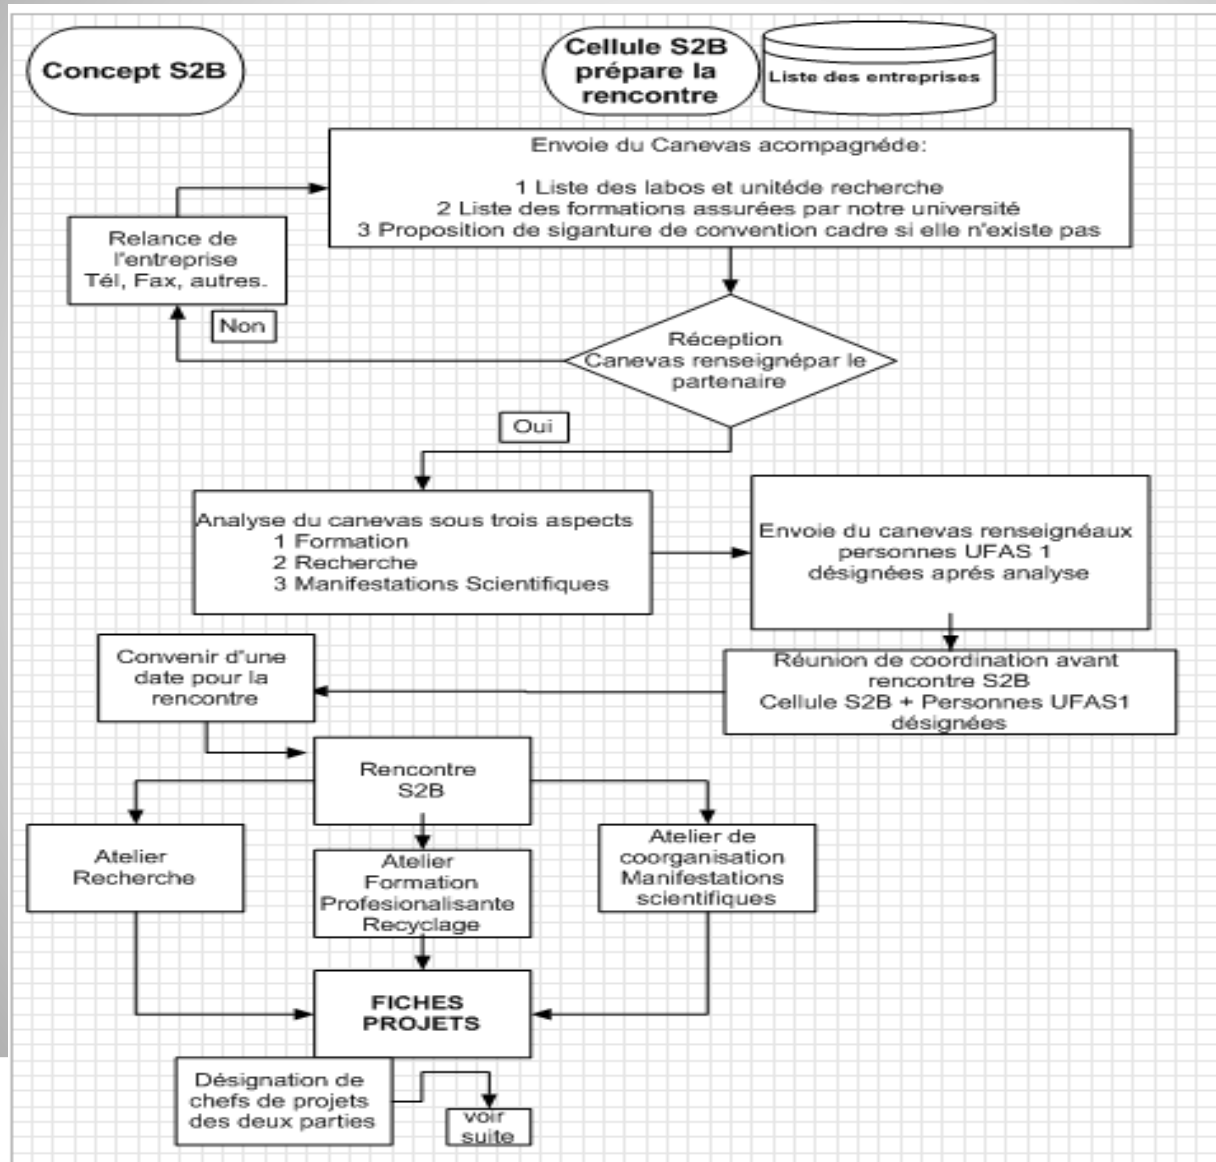 Concept S2B
Cellule S2B
prépare la
rencontre
Liste des entreprises
Envoie du Canevas acompagnéde:
1 Liste des labos et unitéde recherche
2 Liste des formations assurées par notre université
3 Proposition de siganture de convention cadre si elle n'existe pas
Relance de
l'entreprise
Tél, Fax, autres.
Non
Réception
Canevas renseignépar le
partenaire
Oui
Analyse du canevas sous trois aspects
1 Formation
2 Recherche
3 Manifestations Scientifiques
Envoie du canevas renseignéaux
personnes UFAS 1
désignées aprés analyse
Convenir d'une
date pour la
rencontre
Réunion de coordination avant
rencontre S2B
Cellule S2B + Personnes UFAS1
désignées
Rencontre
S2B
Atelier
Recherche
Atelier
Formation
Profesionalisante
Recyclage
Atelier de
coorganisation
Manifestations
scientifiques
FICHES
PROJETS
Désignation de
chefs de projets
des deux parties
voir
suite